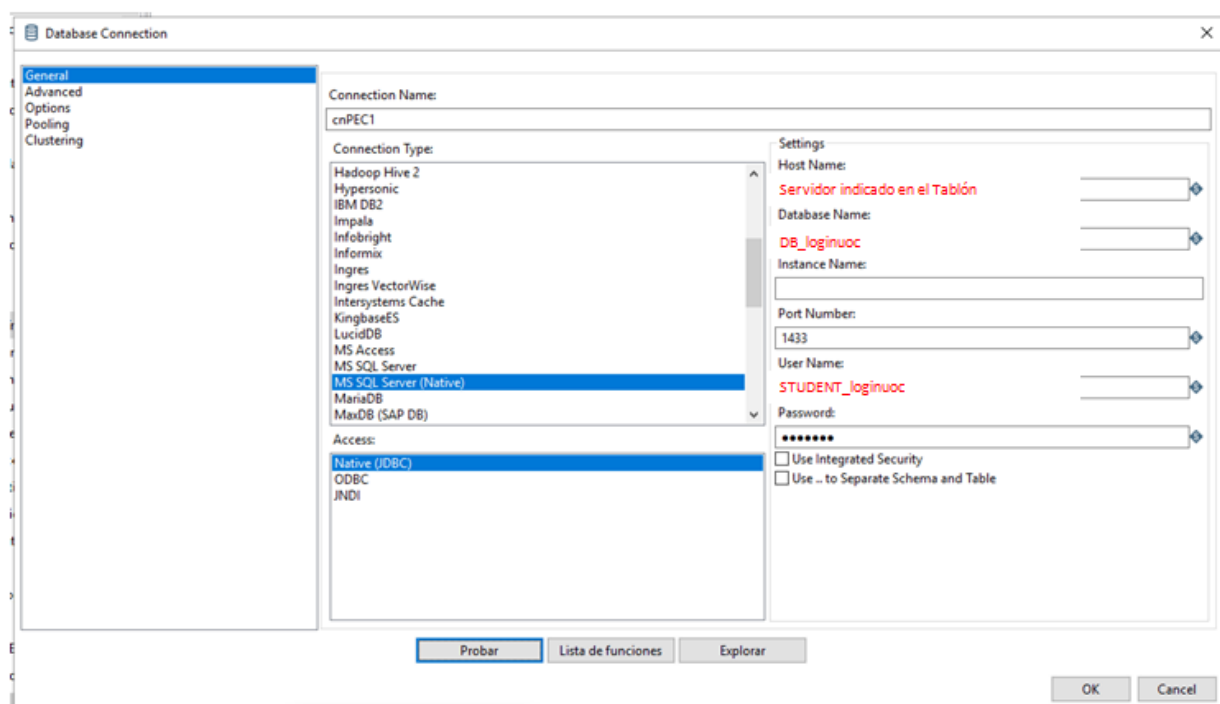 Database Connection
General
Advanced
Options
Pooling
Clustering
Connection Name:
cnPEC1
Connection Type:
Hadoop Hive 2
Hypersonic
IBM DB2
Impala
Infobright
Informix
Ingres
Ingres VectorWise
Intersystems Cache
KingbaseES
LucidDB
MS Access
MS SQL Server
MS SQL Server (Native)
MariaDB
MaxDB (SAP DB)
Access:
Native (JDBC)
ODBC
JNDI
Settings
Host Name:
Servidor indicado en el Tablón
Database Name:
DB_loginuoc
Instance Name:
Port Number:
1433
User Name:
STUDENT_loginuoc
Password:
●●●●●●●
Use Integrated Security
Use .. to Separate Schema and Table
Probar
Lista de funciones
Explorar
OK
Cancel